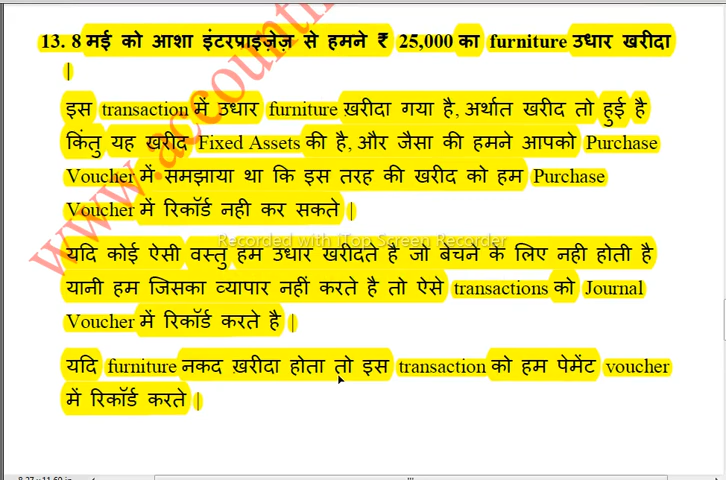 13. 8 मई को आशा इंटरप्राइज़ेज़ से हमने ₹ 25,000 का furniture उधार खरीदा
|
इस transaction में उधार furniture ख़रीदा गया है, अर्थात खरीद तो हुई है
किंतु यह खरीद Fixed Assets की है, और जैसा की हमने आपको Purchase
Voucher में समझाया था कि इस तरह की खरीद को हम Purchase
Voucher में रिकॉर्ड नही कर सकते |
Recorded with iTop Screen Recorder
यदि कोई ऐसी वस्तु हम उधार खरीदते है जो बेचने के लिए नही होती है
यानी हम जिसका व्यापार नहीं करते है तो ऐसे transactions को Journal
Voucher में रिकॉर्ड करते है |
यदि furniture नकद ख़रीदा होता तो इस transaction को हम पेमेंट voucher
में रिकॉर्ड करते |
www.accounti